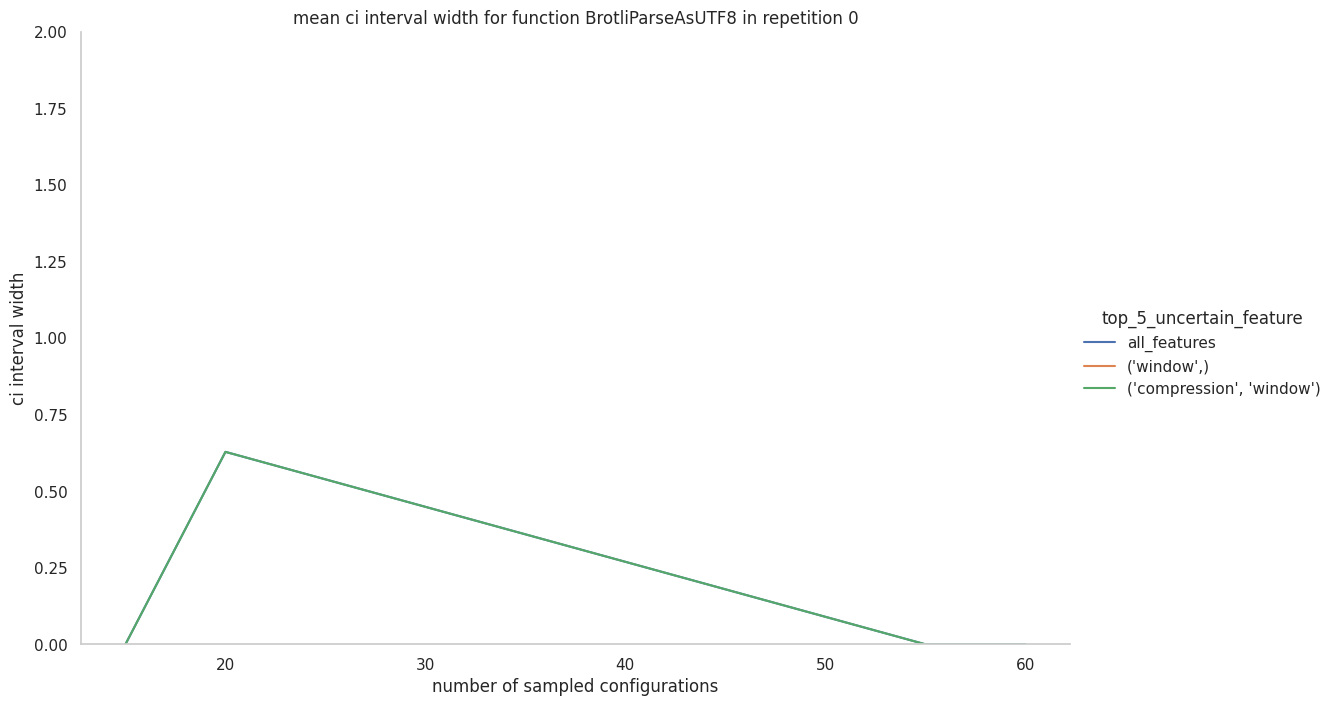 mean ci interval width for function BrotliParseAsUTF8 in repetition 0
2.00
1.75
1.50
1.25
1.00
0.75
0.50
0.25
0.00
ci interval width
20
30
40
50
60
number of sampled configurations
top_5_uncertain_feature
all_features
('window',)
('compression', 'window')